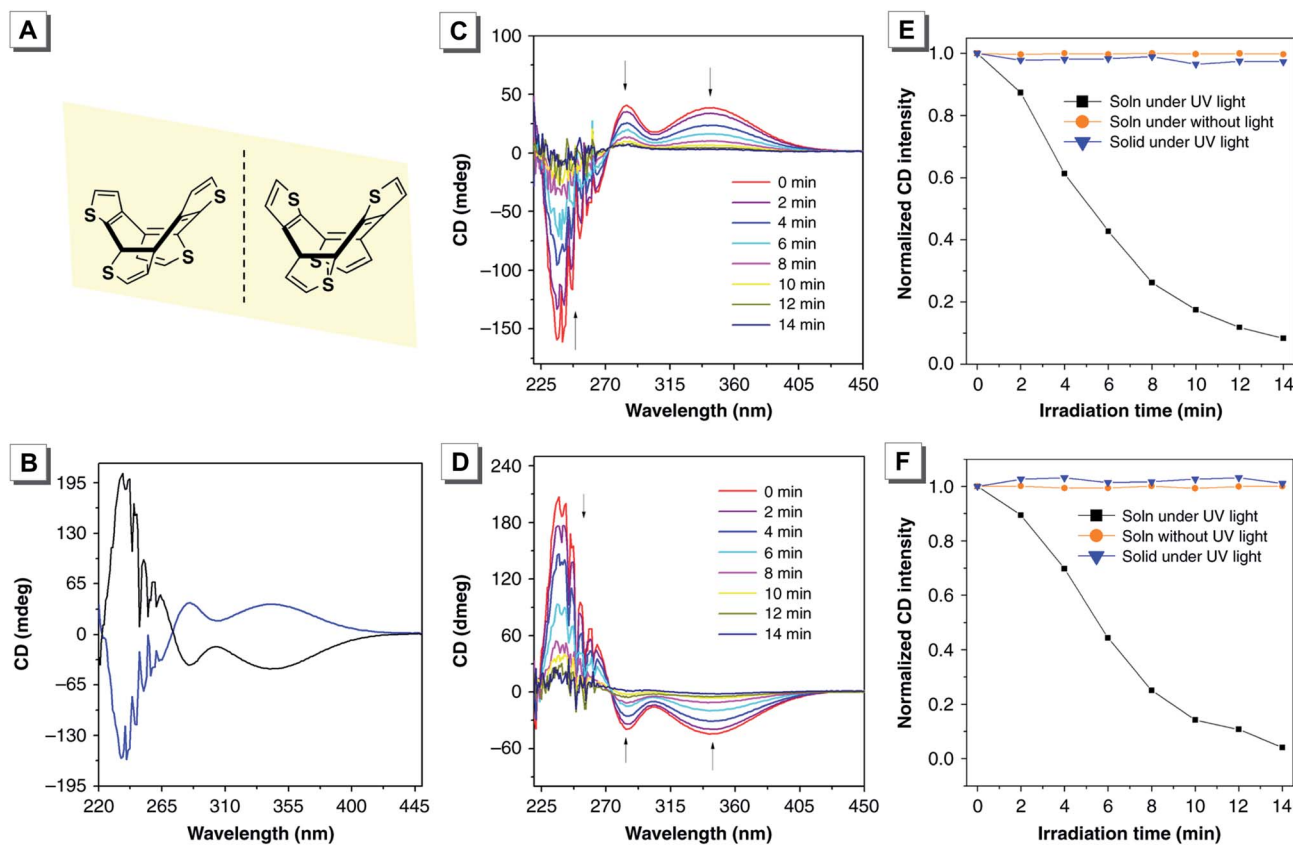 A
S
S
S
S
S
S
S
S
B
CD (mdeg)
195
130
65
0
−65
−130
−195
220
265
310
355
400
445
Wavelength (nm)
C
CD (mdeg)
100
50
0
−50
−100
−150
0 min
2 min
4 min
6 min
8 min
10 min
12 min
14 min
225
270
315
360
405
450
Wavelength (nm)
D
CD (dmeg)
240
180
120
60
0
−60
0 min
2 min
4 min
6 min
8 min
10 min
12 min
14 min
225
270
315
360
405
450
Wavelength (nm)
E
Normalized CD intensity
1.0
0.8
0.6
0.4
0.2
0.0
Soln under UV light
Soln under without light
Solid under UV light
0
2
4
6
8
10
12
14
Irradiation time (min)
F
Normalized CD intensity
1.0
0.8
0.6
0.4
0.2
0.0
Soln under UV light
Soln without UV light
Solid under UV light
0
2
4
6
8
10
12
14
Irradiation time (min)